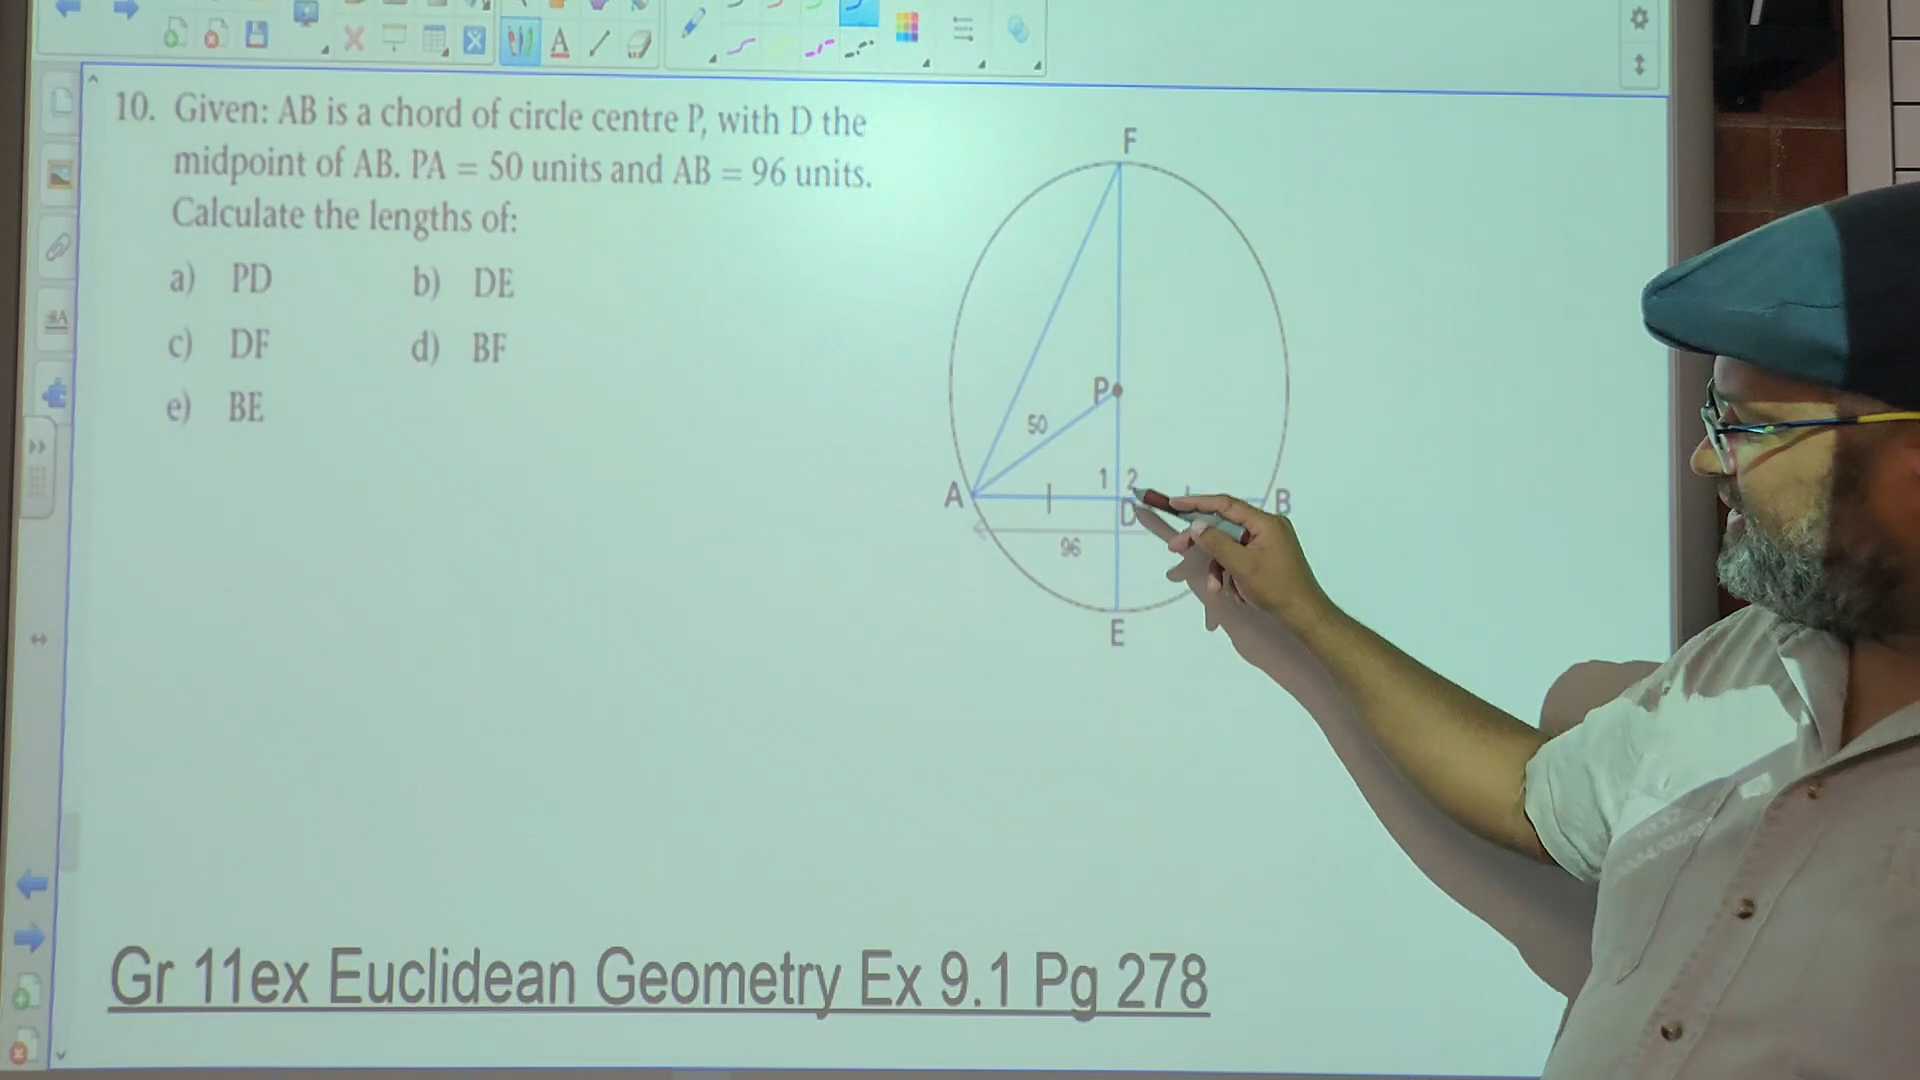 10. Given: AB is a chord of circle centre P, with D the
midpoint of AB. PA = 50 units and AB = 96 units.
Calculate the lengths of:
a) PD b) DE
c) DF d) BF
e) BE
F
P
50
1 2
A
B
D
96
E
Gr 11ex Euclidean Geometry Ex 9.1 Pg 278